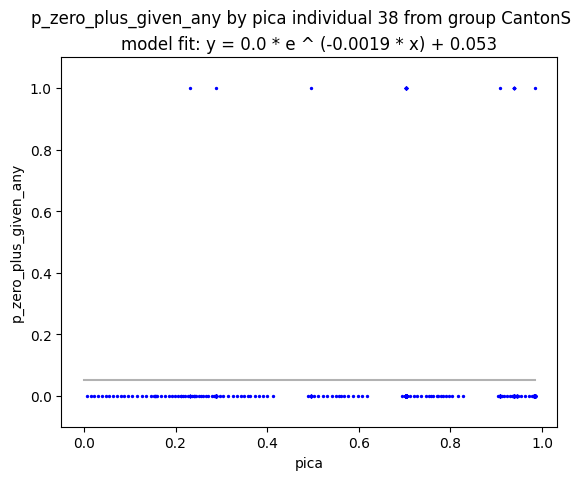 p_zero_plus_given_any by pica individual 38 from group CantonS
model fit: y = 0.0 * e ^ (-0.0019 * x) + 0.053
1.0
0.8
0.6
0.4
0.2
0.0
p_zero_plus_given_any
0.0 0.2 0.4 0.6 0.8 1.0
pica